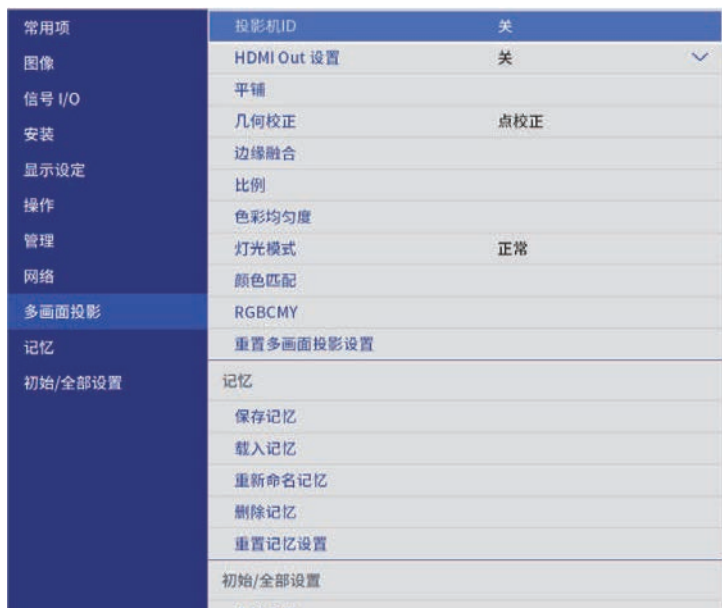 常用项
图像
信号 I/O
安装
显示设定
操作
管理
网络
多画面投影
记忆
初始/全部设置
投影机ID 关
HDMI Out 设置 关
平铺
几何校正 点校正
边缘融合
比例
色彩均匀度
灯光模式 正常
颜色匹配
RGBCMY
重置多画面投影设置
记忆
保存记忆
载入记忆
重新命名记忆
删除记忆
重置记忆设置
初始/全部设置